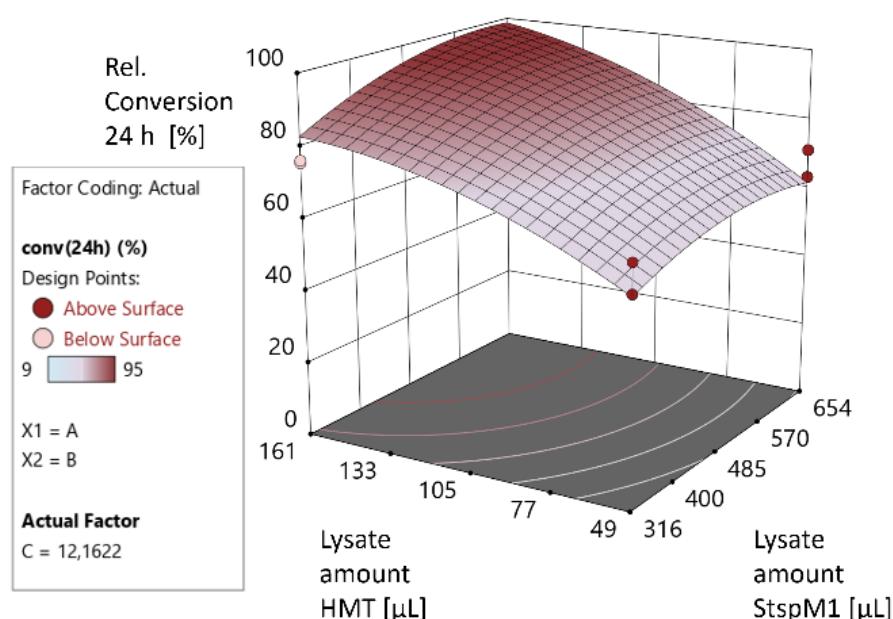 Rel.
Conversion
24 h [%]
100
80
60
40
20
0
Factor Coding: Actual
conv(24h) (%)
Design Points:
Above Surface
Below Surface
9 95
X1 = A
X2 = B
Actual Factor
C = 12,1622
161
133
105
77
49
316
400
485
570
654
Lysate
amount
HMT [µL]
Lysate
amount
StspM1 [µL]